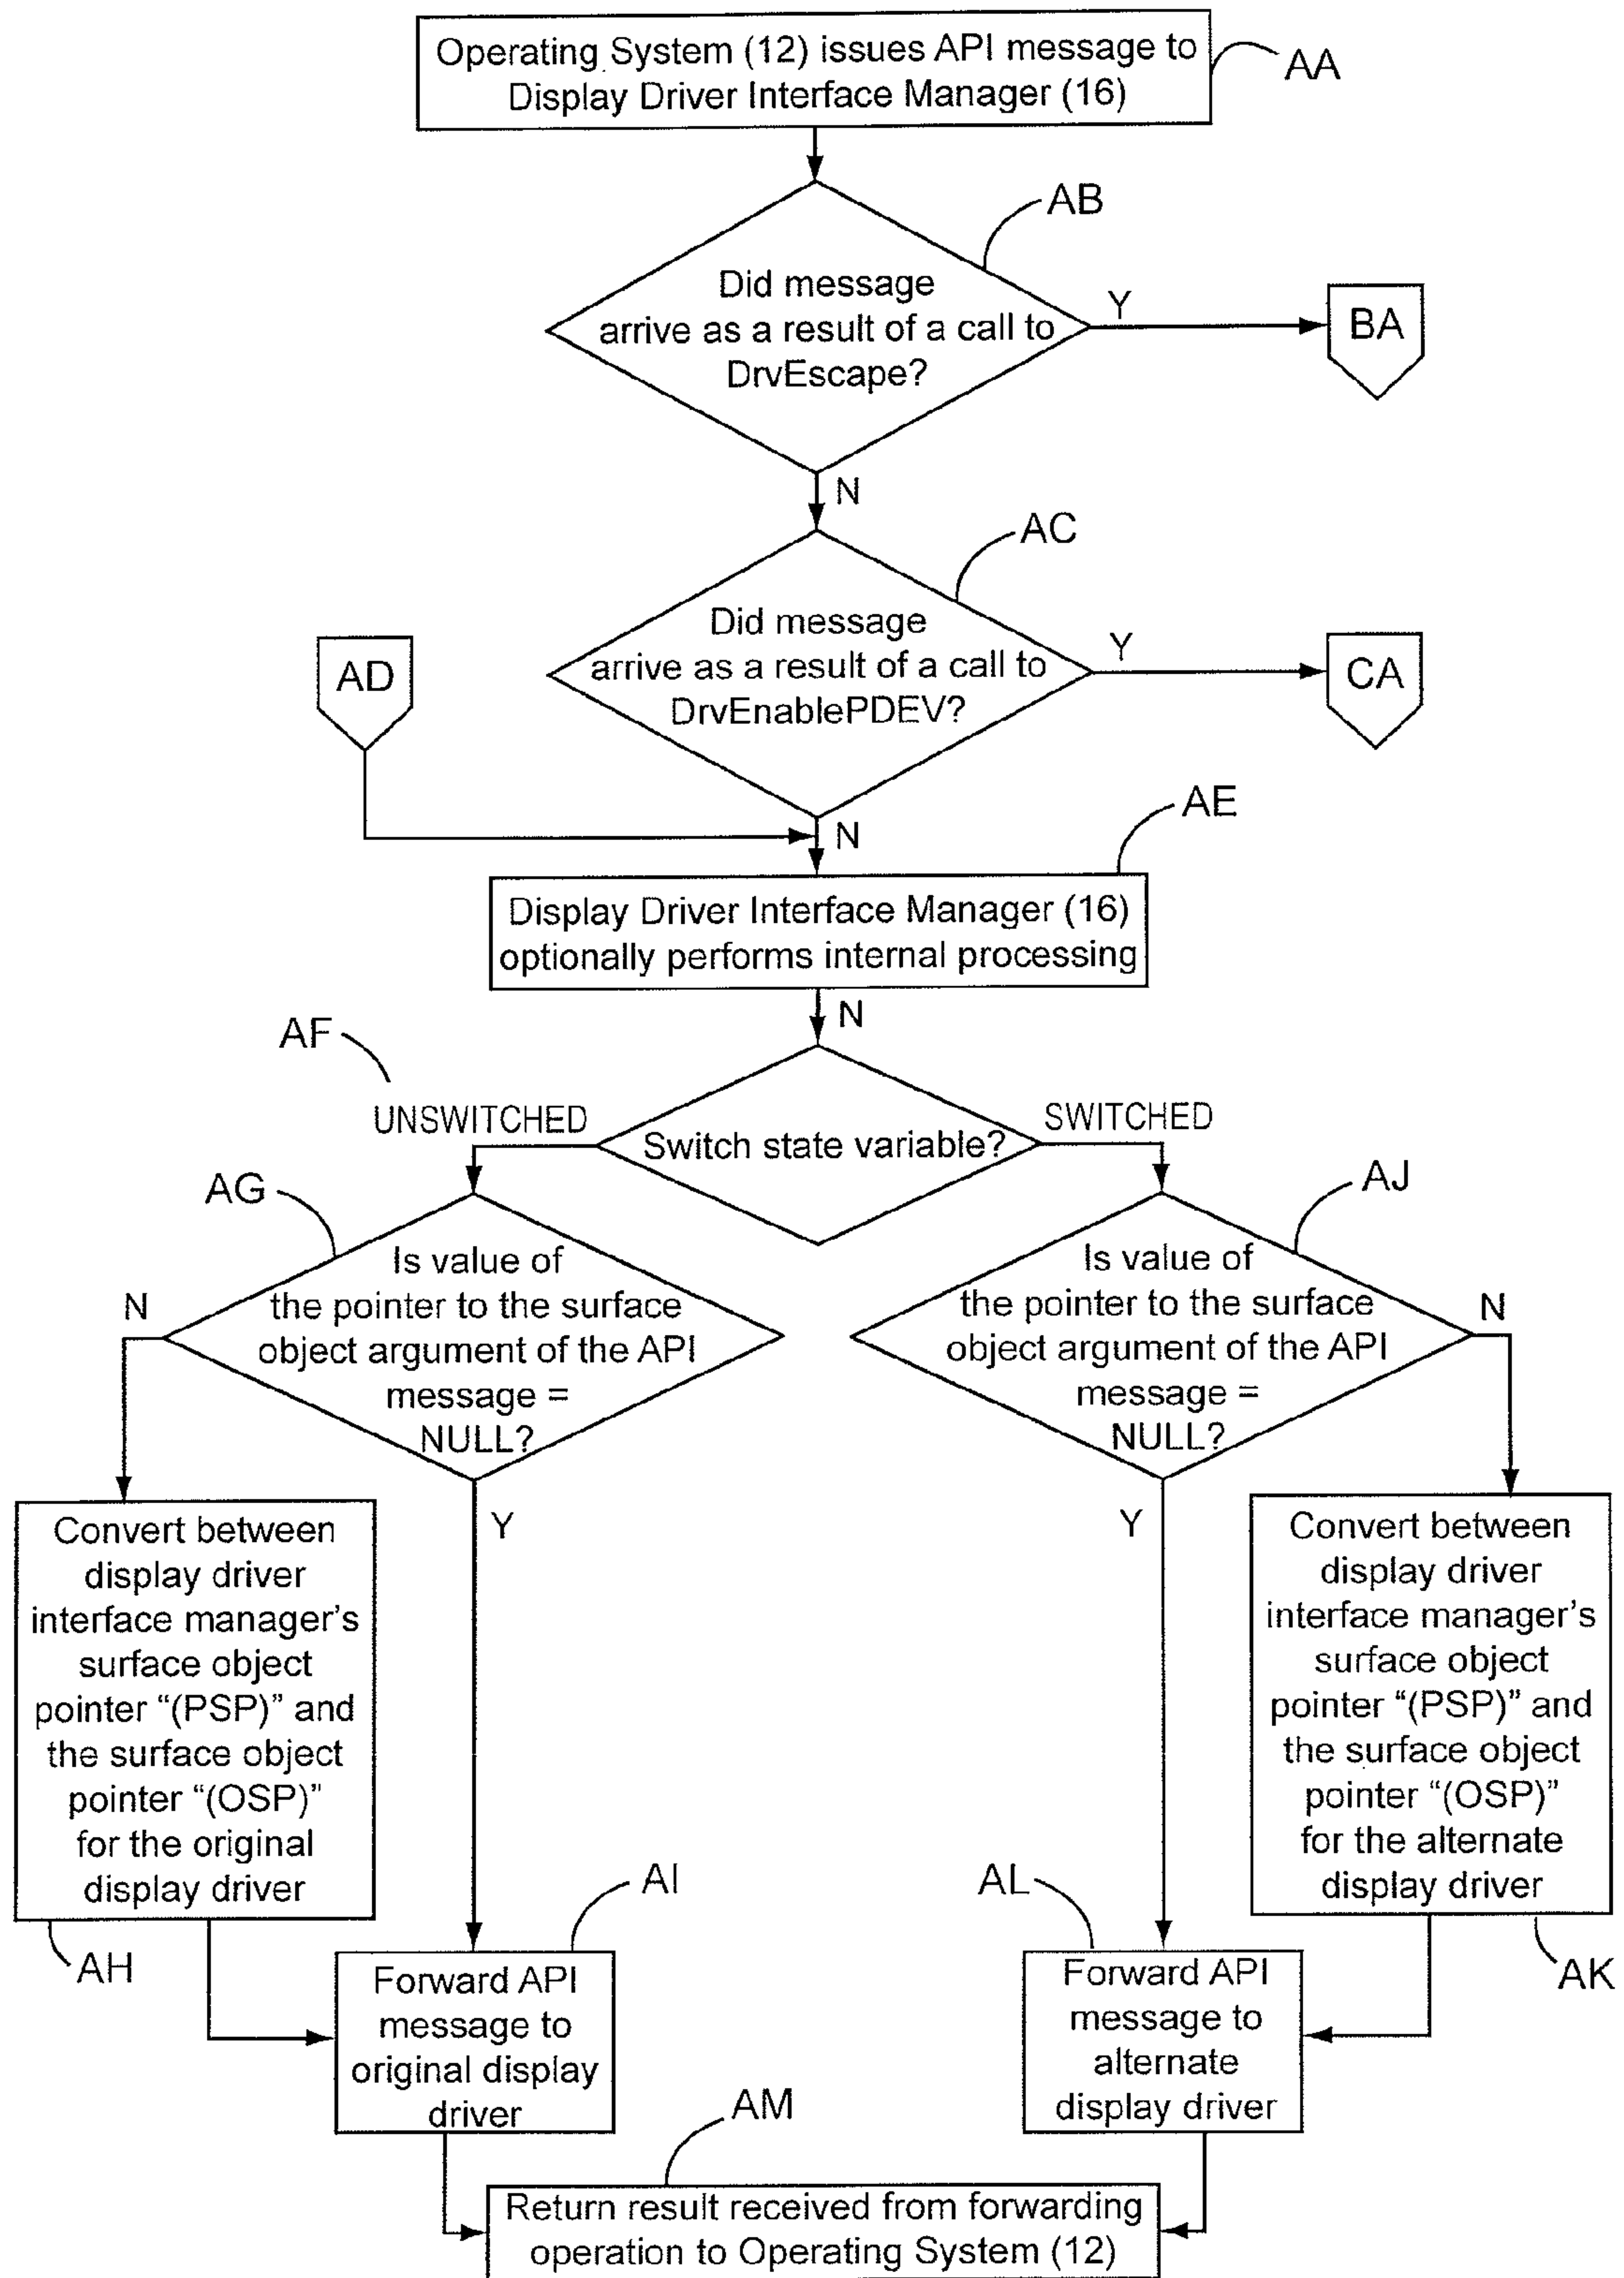 Operating System (12) issues API message to
Display Driver Interface Manager (16)
AA
AB
Did message
arrive as a result of a call to
DrvEscape?
Y
BA
N
AC
Did message
arrive as a result of a call to
DrvEnablePDEV?
Y
CA
AD
N
AE
Display Driver Interface Manager (16)
optionally performs internal processing
N
AF
UNSWITCHED
Switch state variable?
SWITCHED
AG
Is value of
the pointer to the surface
object argument of the API
message =
NULL?
N
Y
AJ
Is value of
the pointer to the surface
object argument of the API
message =
NULL?
N
Y
Convert between
display driver
interface manager's
surface object
pointer “(PSP)” and
the surface object
pointer “(OSP)”
for the original
display driver
AH
Convert between
display driver
interface manager's
surface object
pointer “(PSP)” and
the surface object
pointer “(OSP)”
for the alternate
display driver
AK
AI
Forward API
message to
original display
driver
AL
Forward API
message to
alternate
display driver
AM
Return result received from forwarding
operation to Operating System (12)